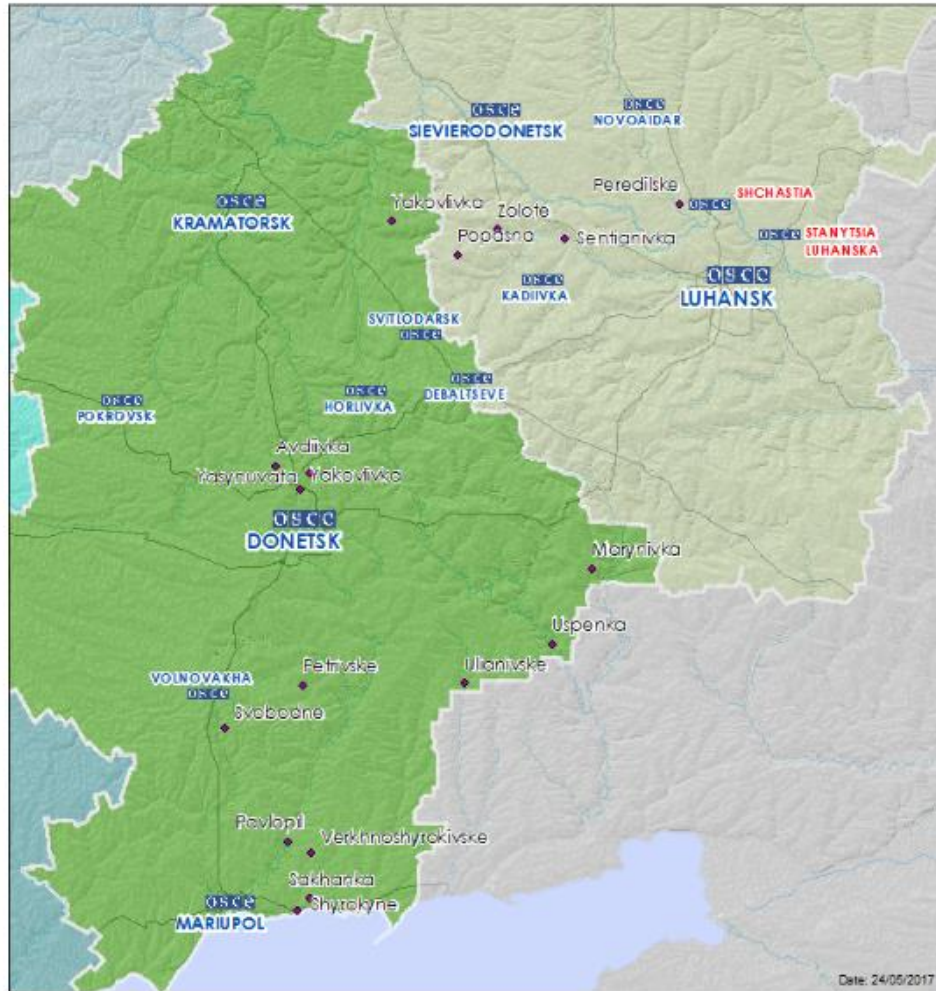 osce
SIEVIERODONETSK
osce
NOVOAIDAR
Peredilske
osce
SHCHASTIA
osce
KRAMATORSK
Yakovlivka
Zolote
Popasna
Sentianivka
osce
STANYTSIA
LUHANSKA
osce
KADIIVKA
osce
LUHANSK
SVITLODARSK
osce
osce
DEBALTSEVE
osce
HORLIVKA
osce
POKROVSK
Avdiivka
Yasynuvata
Yakovlivka
osce
DONETSK
Marynivka
Uspenka
Ulianivske
Petrivske
VOLNOVAKHA
osce
Svobodne
Pavlopil
Verkhnoshyrokivske
Sakhanka
Shyrokyne
osce
MARIUPOL
Date: 24/05/2017